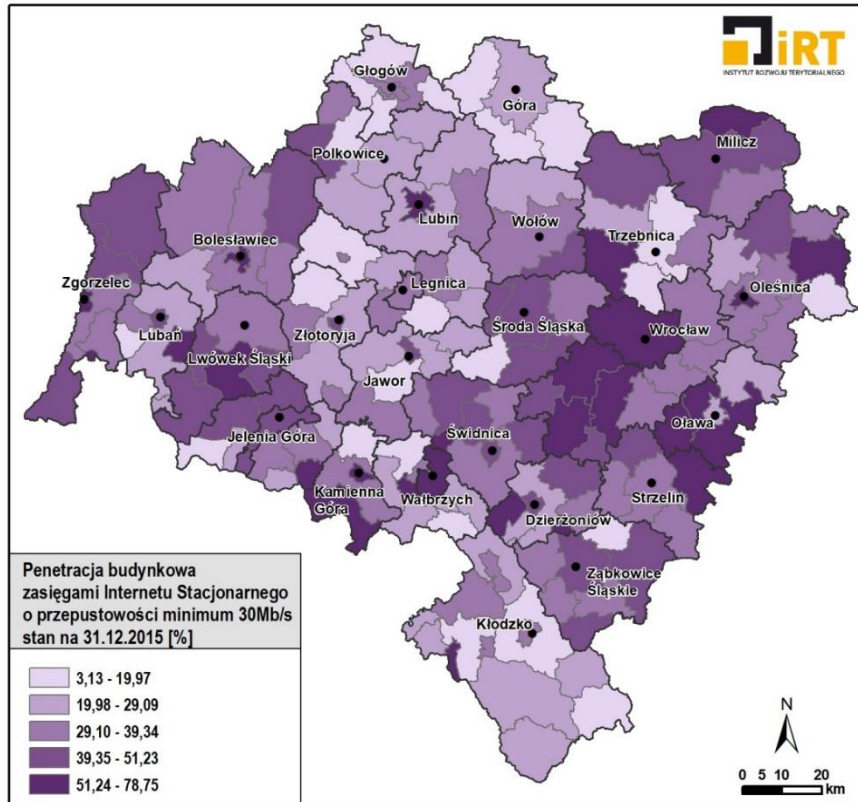 iRT
INSTYTUT ROZWOJU TERYTORIALNEGO
Głogów
Góra
Milicz
Polkowice
Lubin
Wołów
Trzebnica
Bolesławiec
Zgorzelec
Legnica
Oleśnica
Lubań
Złotoryja
Środa Śląska
Wrocław
Lwówek Śląski
Jawor
Oława
Jelenia Góra
Świdnica
Kamienna
Góra
Wałbrzych
Strzelin
Dzierżoniów
Ząbkowice
Śląskie
Kłodzko
Penetracja budynkowa
zasięgami Internetu Stacjonarnego
o przepustowości minimum 30Mb/s
stan na 31.12.2015 [%]
3,13 - 19,97
19,98 - 29,09
29,10 - 39,34
39,35 - 51,23
51,24 - 78,75
N
0 5 10 20
km